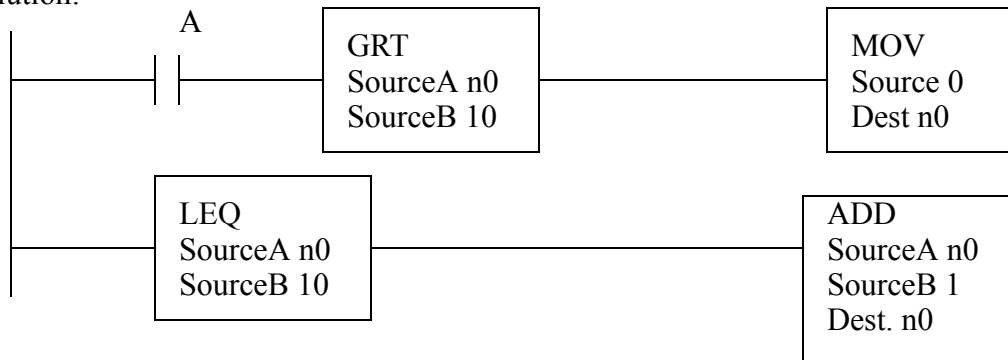 A
GRT
SourceA n0
SourceB 10
MOV
Source 0
Dest n0
LEQ
SourceA n0
SourceB 10
ADD
SourceA n0
SourceB 1
Dest. n0